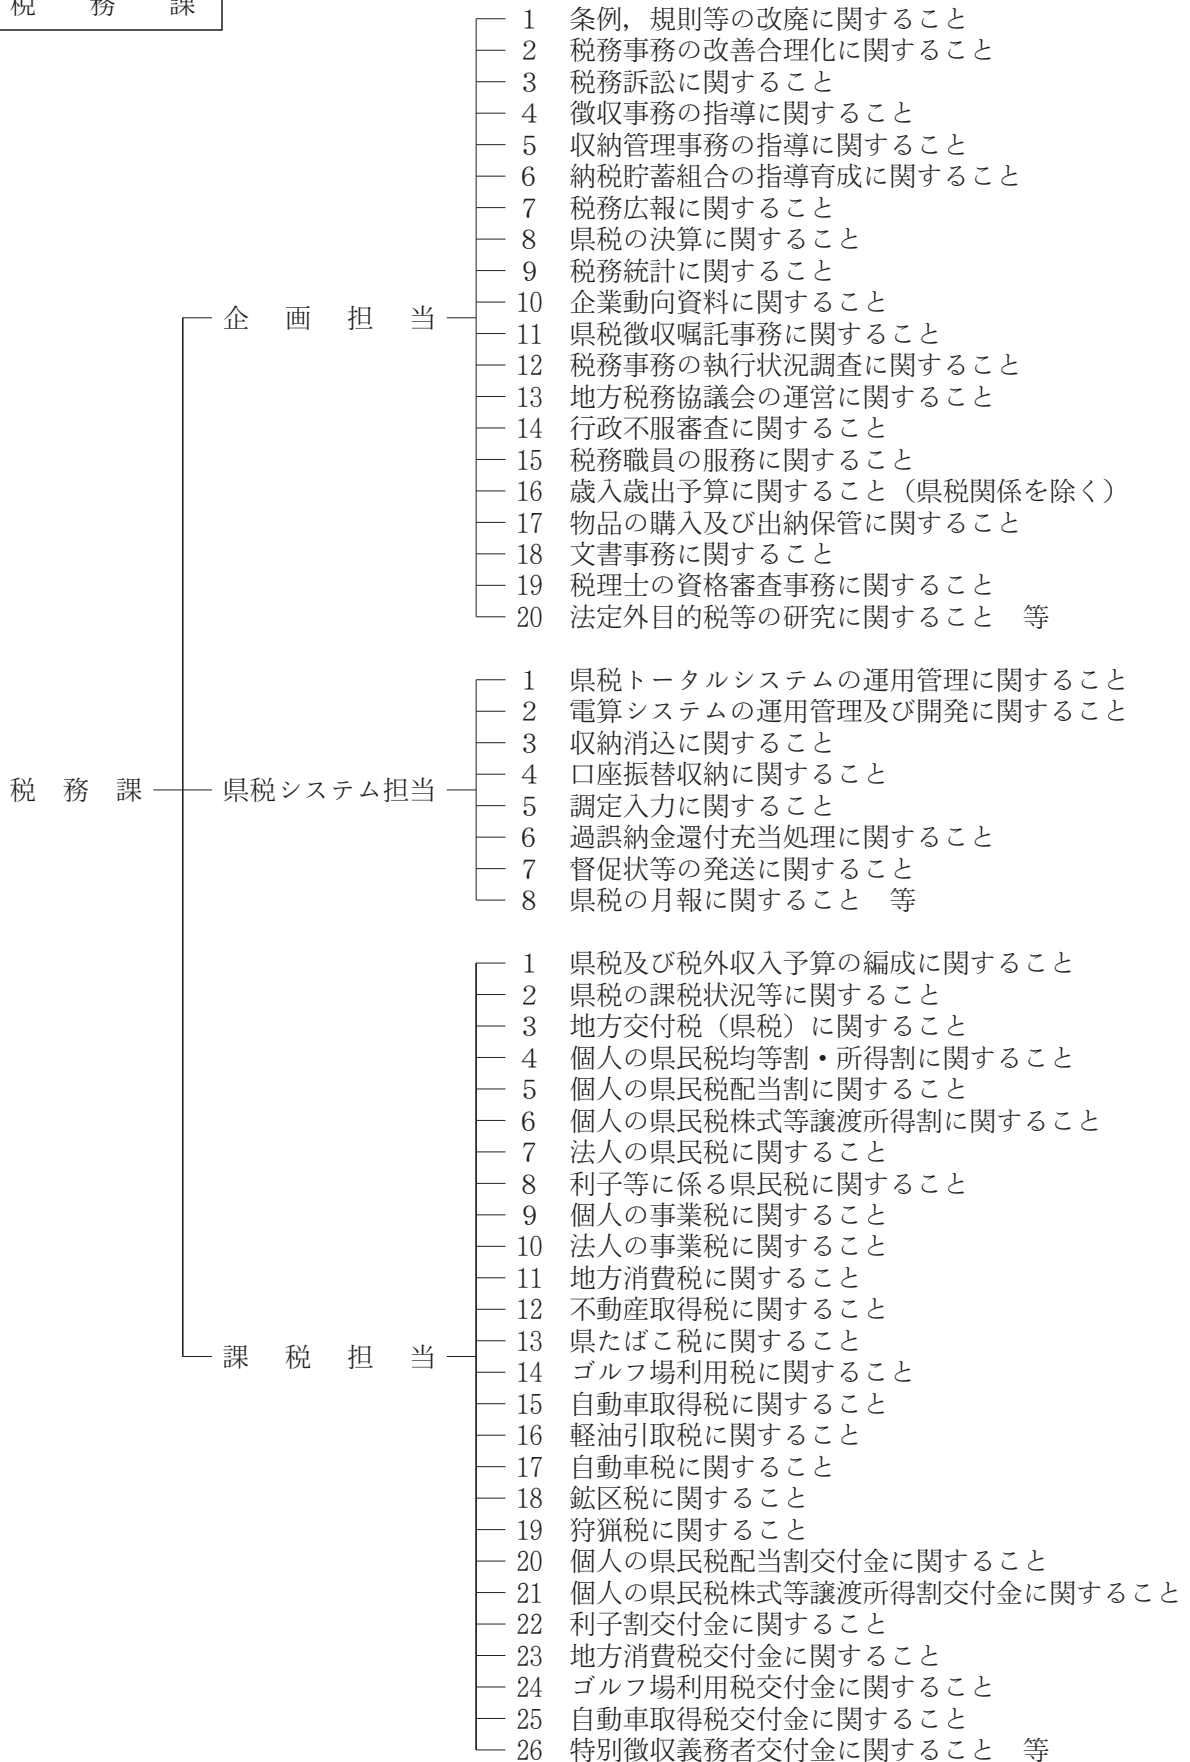 税務課
1 条例，規則等の改廃に関すること
2 税務事務の改善合理化に関すること
3 税務訴訟に関すること
4 徴収事務の指導に関すること
5 収納管理事務の指導に関すること
6 納税貯蓄組合の指導育成に関すること
7 税務広報に関すること
8 県税の決算に関すること
9 税務統計に関すること
10 企業動向資料に関すること
企画担当
11 県税徴収嘱託事務に関すること
12 税務事務の執行状況調査に関すること
13 地方税務協議会の運営に関すること
14 行政不服審査に関すること
15 税務職員の服務に関すること
16 歳入歳出予算に関すること（県税関係を除く）
17 物品の購入及び出納保管に関すること
18 文書事務に関すること
19 税理士の資格審査事務に関すること
20 法定外目的税等の研究に関すること 等
1 県税トータルシステムの運用管理に関すること
2 電算システムの運用管理及び開発に関すること
3 収納消込に関すること
4 口座振替収納に関すること
税務課 県税システム担当
5 調定入力に関すること
6 過誤納金還付充当処理に関すること
7 督促状等の発送に関すること
8 県税の月報に関すること 等
1 県税及び税外収入予算の編成に関すること
2 県税の課税状況等に関すること
3 地方交付税（県税）に関すること
4 個人の県民税均等割・所得割に関すること
5 個人の県民税配当割に関すること
6 個人の県民税株式等譲渡所得割に関すること
7 法人の県民税に関すること
8 利子等に係る県民税に関すること
9 個人の事業税に関すること
10 法人の事業税に関すること
11 地方消費税に関すること
12 不動産取得税に関すること
13 県たばこ税に関すること
課税担当
14 ゴルフ場利用税に関すること
15 自動車取得税に関すること
16 軽油引取税に関すること
17 自動車税に関すること
18 鉱区税に関すること
19 狩猟税に関すること
20 個人の県民税配当割交付金に関すること
21 個人の県民税株式等譲渡所得割交付金に関すること
22 利子割交付金に関すること
23 地方消費税交付金に関すること
24 ゴルフ場利用税交付金に関すること
25 自動車取得税交付金に関すること
26 特別徴収義務者交付金に関すること 等